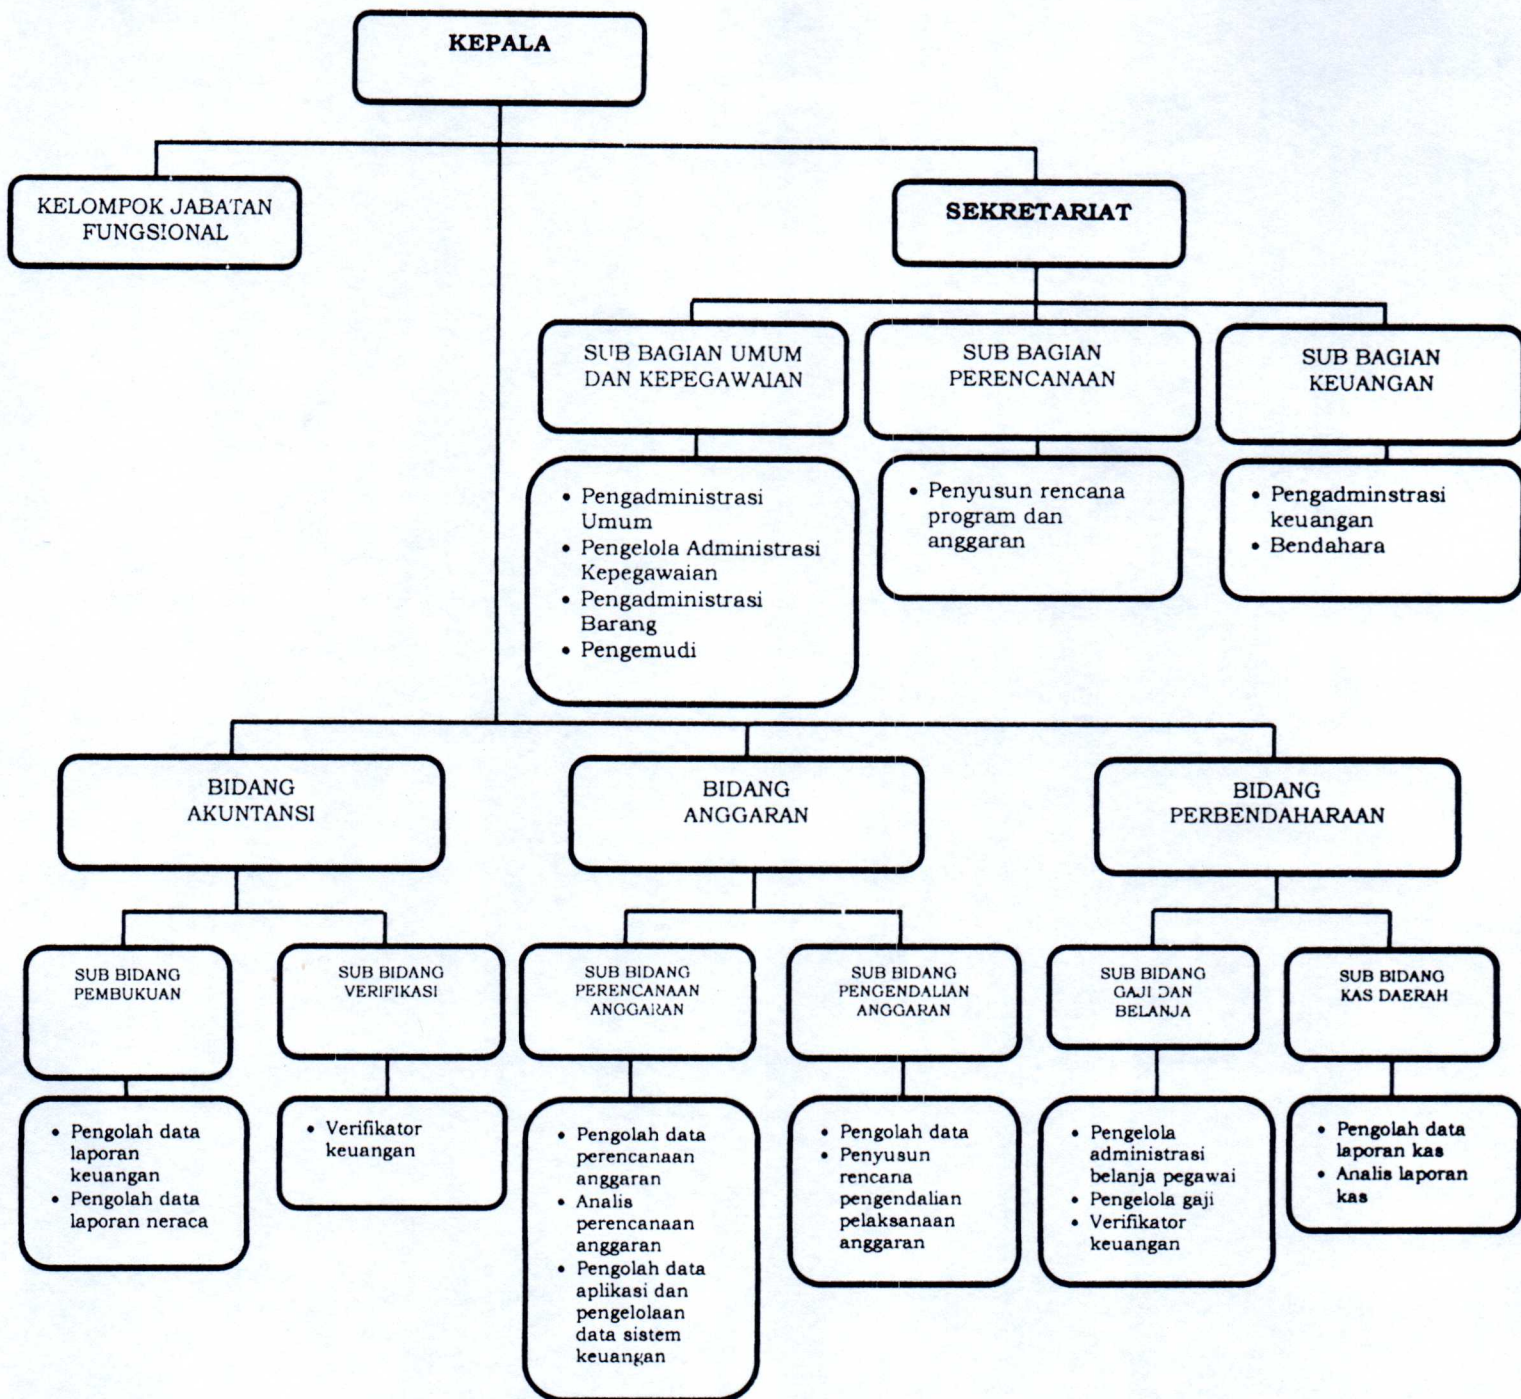 KEPALA
KELOMPOK JABATAN
FUNGSIONAL
SEKRETARIAT
SUB BAGIAN UMUM
DAN KEPEGAWAIAN
SUB BAGIAN
PERENCANAAN
SUB BAGIAN
KEUANGAN
• Pengadministrasi
Umum
• Pengelola Administrasi
Kepegawaian
• Pengadministrasi
Barang
• Pengemudi
• Penyusun rencana
program dan
anggaran
• Pengadminstrasi
keuangan
• Bendahara
BIDANG
AKUNTANSI
BIDANG
ANGGARAN
BIDANG
PERBENDAHARAAN
SUB BIDANG
PEMBUKUAN
SUB BIDANG
VERIFIKASI
SUB BIDANG
PERENCANAAN
ANGGARAN
SUB BIDANG
PENGENDALIAN
ANGGARAN
SUB BIDANG
GAJI DAN
BELANJA
SUB BIDANG
KAS DAERAH
• Pengolah data
laporan
keuangan
• Pengolah data
laporan neraca
• Verifikator
keuangan
• Pengolah data
perencanaan
anggaran
• Analis
perencanaan
anggaran
• Pengolah data
aplikasi dan
pengelolaan
data sistem
keuangan
• Pengolah data
• Penyusun
rencana
pengendalian
pelaksanaan
anggaran
• Pengelola
administrasi
belanja pegawai
• Pengelola gaji
• Verifikator
keuangan
• Pengolah data
laporan kas
• Analis laporan
kas